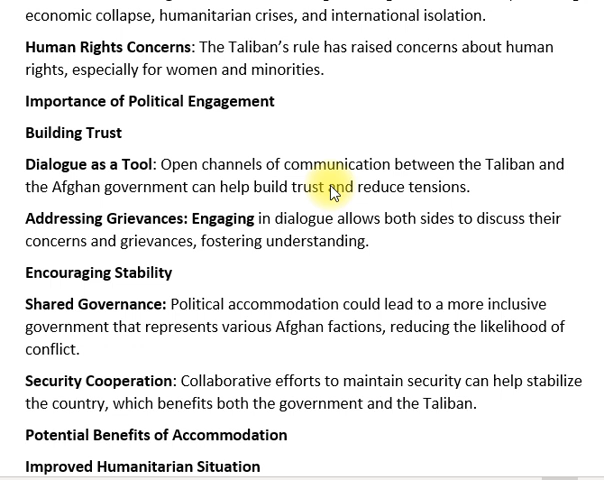 economic collapse, humanitarian crises, and international isolation.
Human Rights Concerns: The Taliban’s rule has raised concerns about human
rights, especially for women and minorities.
Importance of Political Engagement
Building Trust
Dialogue as a Tool: Open channels of communication between the Taliban and
the Afghan government can help build trust and reduce tensions.
Addressing Grievances: Engaging in dialogue allows both sides to discuss their
concerns and grievances, fostering understanding.
Encouraging Stability
Shared Governance: Political accommodation could lead to a more inclusive
government that represents various Afghan factions, reducing the likelihood of
conflict.
Security Cooperation: Collaborative efforts to maintain security can help stabilize
the country, which benefits both the government and the Taliban.
Potential Benefits of Accommodation
Improved Humanitarian Situation